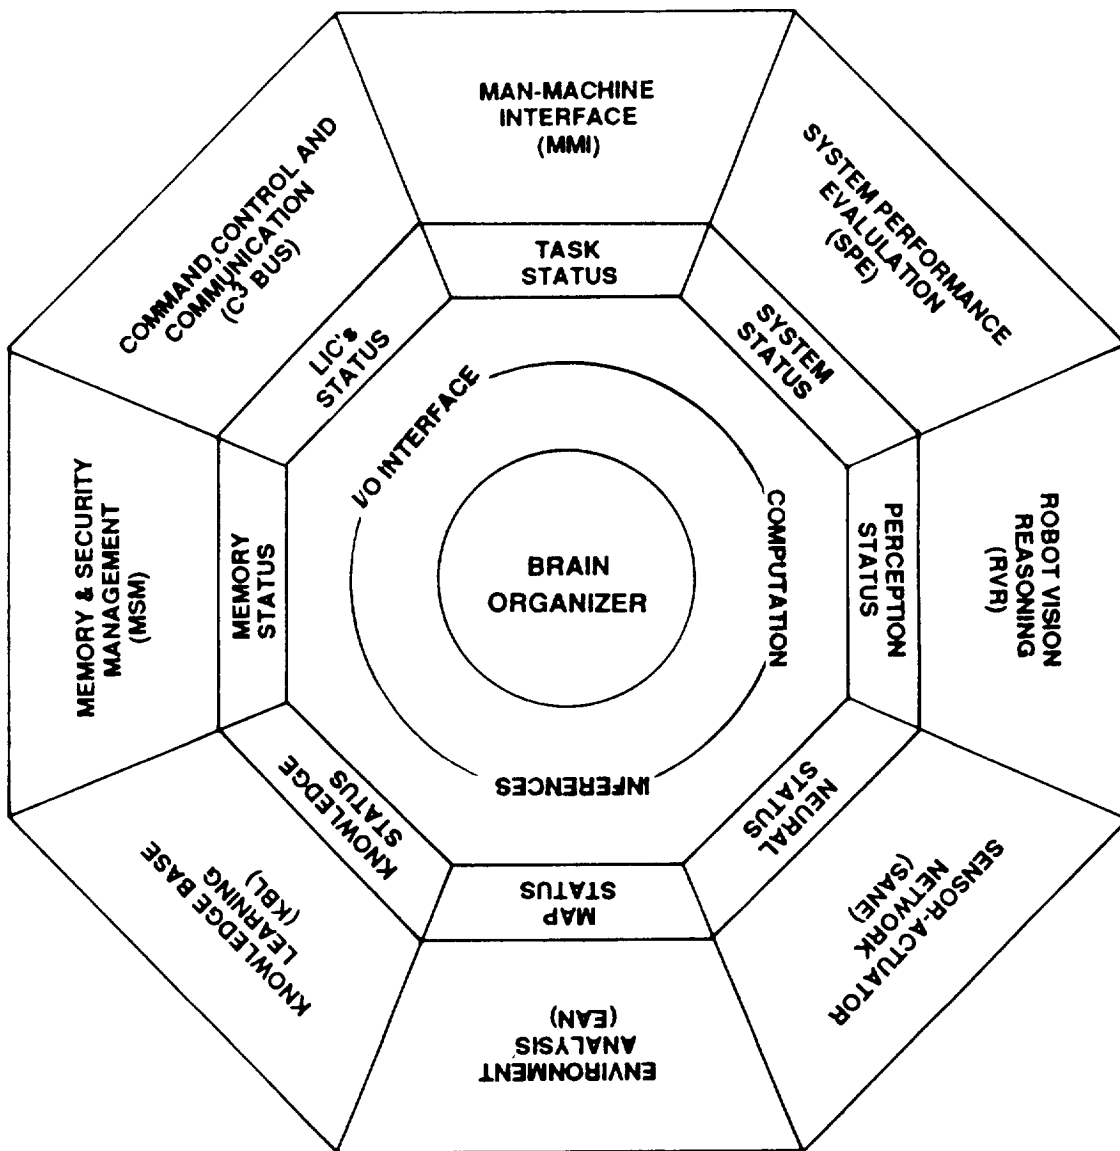 MAN-MACHINE
INTERFACE
(MMI)
SYSTEM PERFORMANCE
EVALULATION
(SPE)
ROBOT VISION
REASONING
(RVR)
SENSOR-ACTUATOR
NETWORK
(SANE)
ENVIRONMENT
ANALYSIS
(EAN)
KNOWLEDGE BASE
LEARNING
(KBL)
MEMORY & SECURITY
MANAGEMENT
(MSM)
COMMAND, CONTROL AND
COMMUNICATION
(C³ BUS)
TASK
STATUS
SYSTEM
STATUS
PERCEPTION
STATUS
NEURAL
STATUS
MAP
STATUS
KNOWLEDGE
STATUS
MEMORY
STATUS
LIC's
STATUS
I/O INTERFACE
COMPUTATION
INFERENCES
BRAIN
ORGANIZER